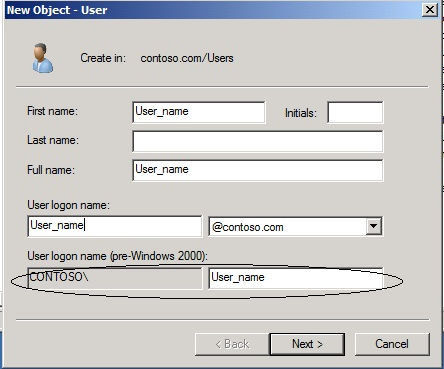 New Object - User
Create in: contoso.com/Users
First name: User_name Initials:
Last name:
Full name: User_name
User logon name:
User_name @contoso.com
User logon name (pre-Windows 2000):
CONTOSO\ User_name
< Back Next > Cancel